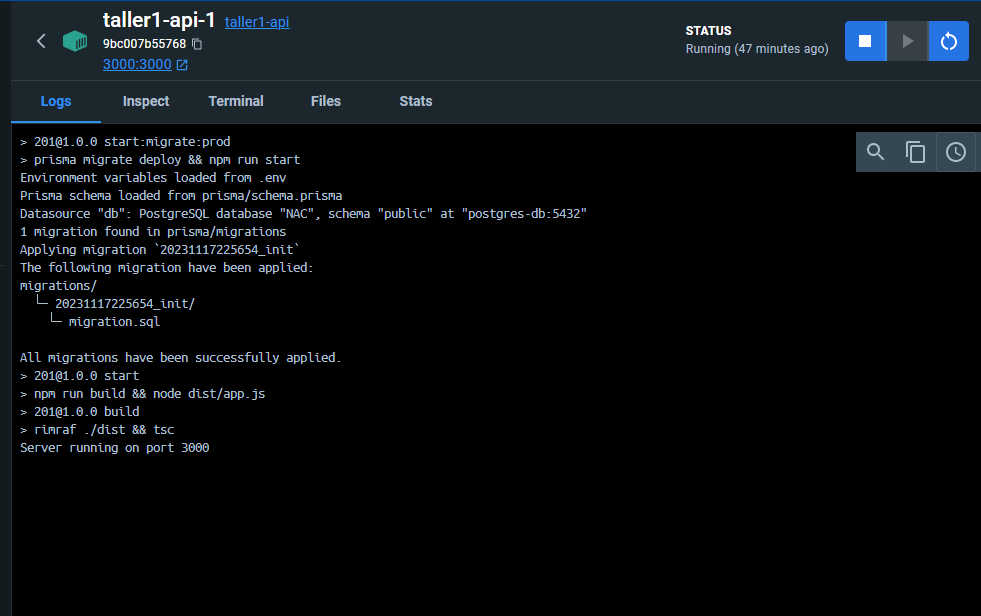 taller1-api-1 taller1-api
9bc007b55768
3000:3000
STATUS
Running (47 minutes ago)
Logs Inspect Terminal Files Stats
> 201@1.0.0 start:migrate:prod
> prisma migrate deploy && npm run start
Environment variables loaded from .env
Prisma schema loaded from prisma/schema.prisma
Datasource "db": PostgreSQL database "NAC", schema "public" at "postgres-db:5432"
1 migration found in prisma/migrations
Applying migration `20231117225654_init`
The following migration have been applied:
migrations/
└─ 20231117225654_init/
└─ migration.sql
All migrations have been successfully applied.
> 201@1.0.0 start
> npm run build && node dist/app.js
> 201@1.0.0 build
> rimraf ./dist && tsc
Server running on port 3000